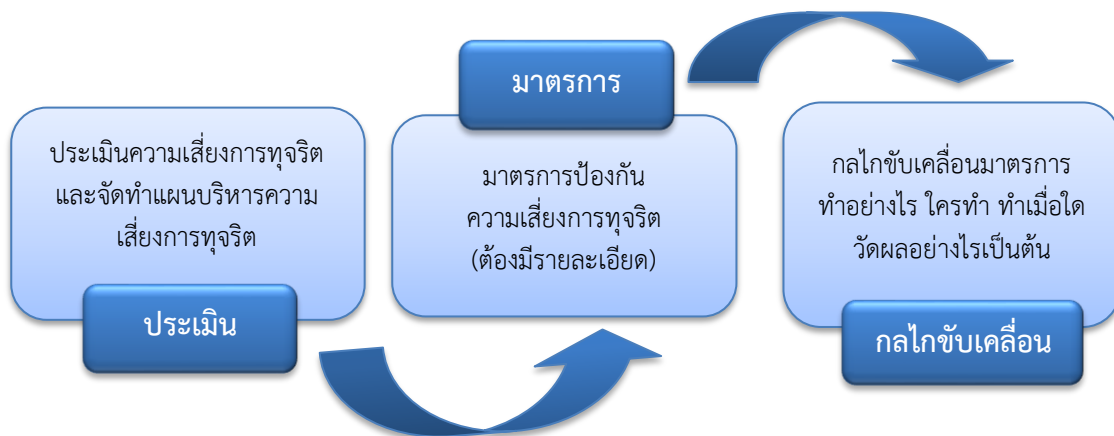 ประเมินความเสี่ยงการทุจริต
และจัดทำแผนบริหารความ
เสี่ยงการทุจริต
ประเมิน
มาตรการ
มาตรการป้องกัน
ความเสี่ยงการทุจริต
(ต้องมีรายละเอียด)
กลไกขับเคลื่อนมาตรการ
ทำอย่างไร ใครทำ ทำเมื่อใด
วัดผลอย่างไรเป็นต้น
กลไกขับเคลื่อน